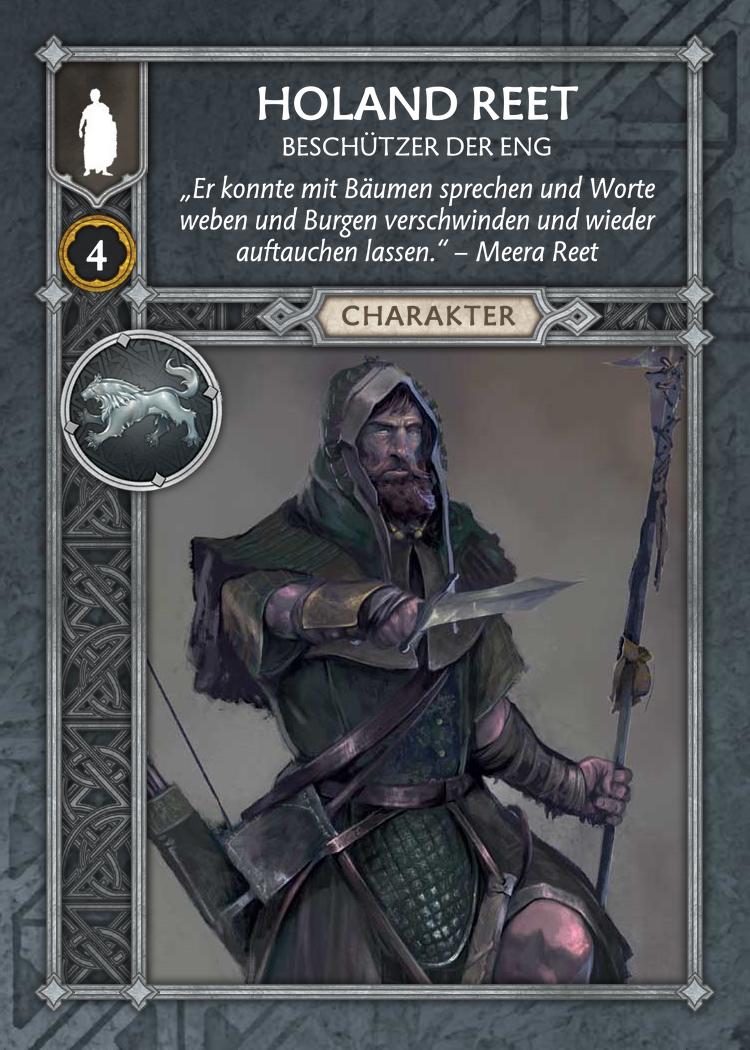 HOLAND REET
BESCHÜTZER DER ENG
„Er konnte mit Bäumen sprechen und Worte
weben und Burgen verschwinden und wieder
auftauchen lassen.“ – Meera Reet
4
CHARAKTER